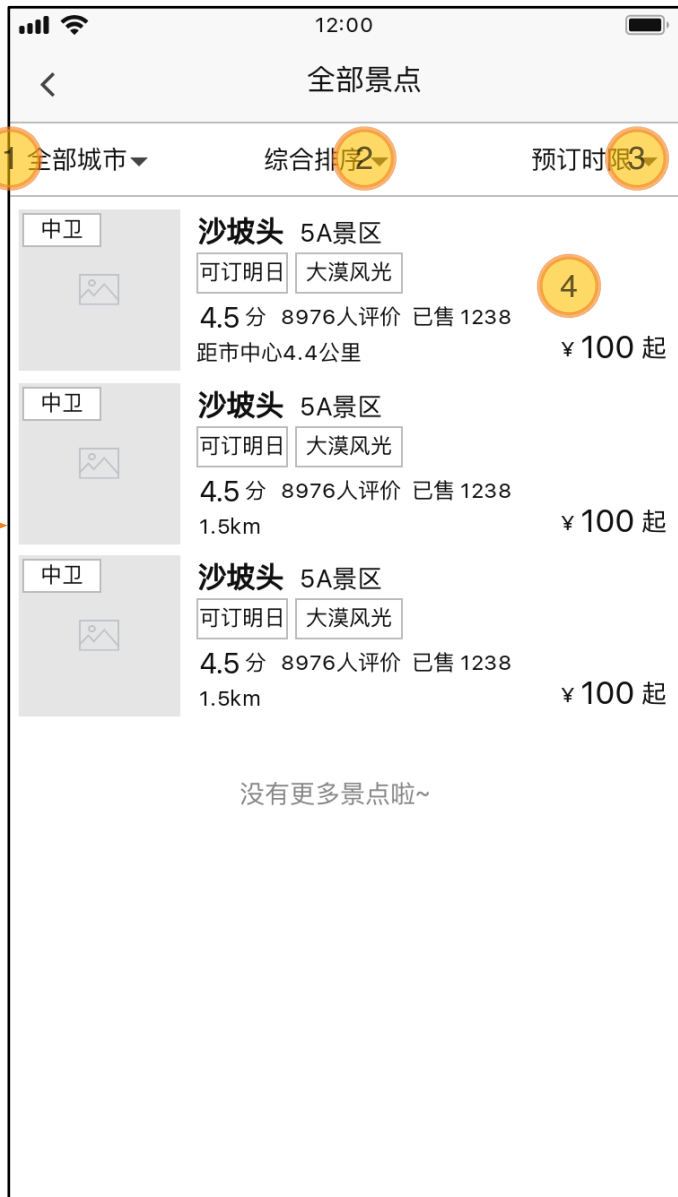 12:00
全部景点
1 全部城市 综合排序 2 预订时限 3
中卫
沙坡头 5A景区
可订明日 大漠风光
4
4.5 分 8976人评价 已售 1238
距市中心4.4公里
¥ 100 起
中卫
沙坡头 5A景区
可订明日 大漠风光
4.5 分 8976人评价 已售 1238
1.5km
¥ 100 起
中卫
沙坡头 5A景区
可订明日 大漠风光
4.5 分 8976人评价 已售 1238
1.5km
¥ 100 起
没有更多景点啦~